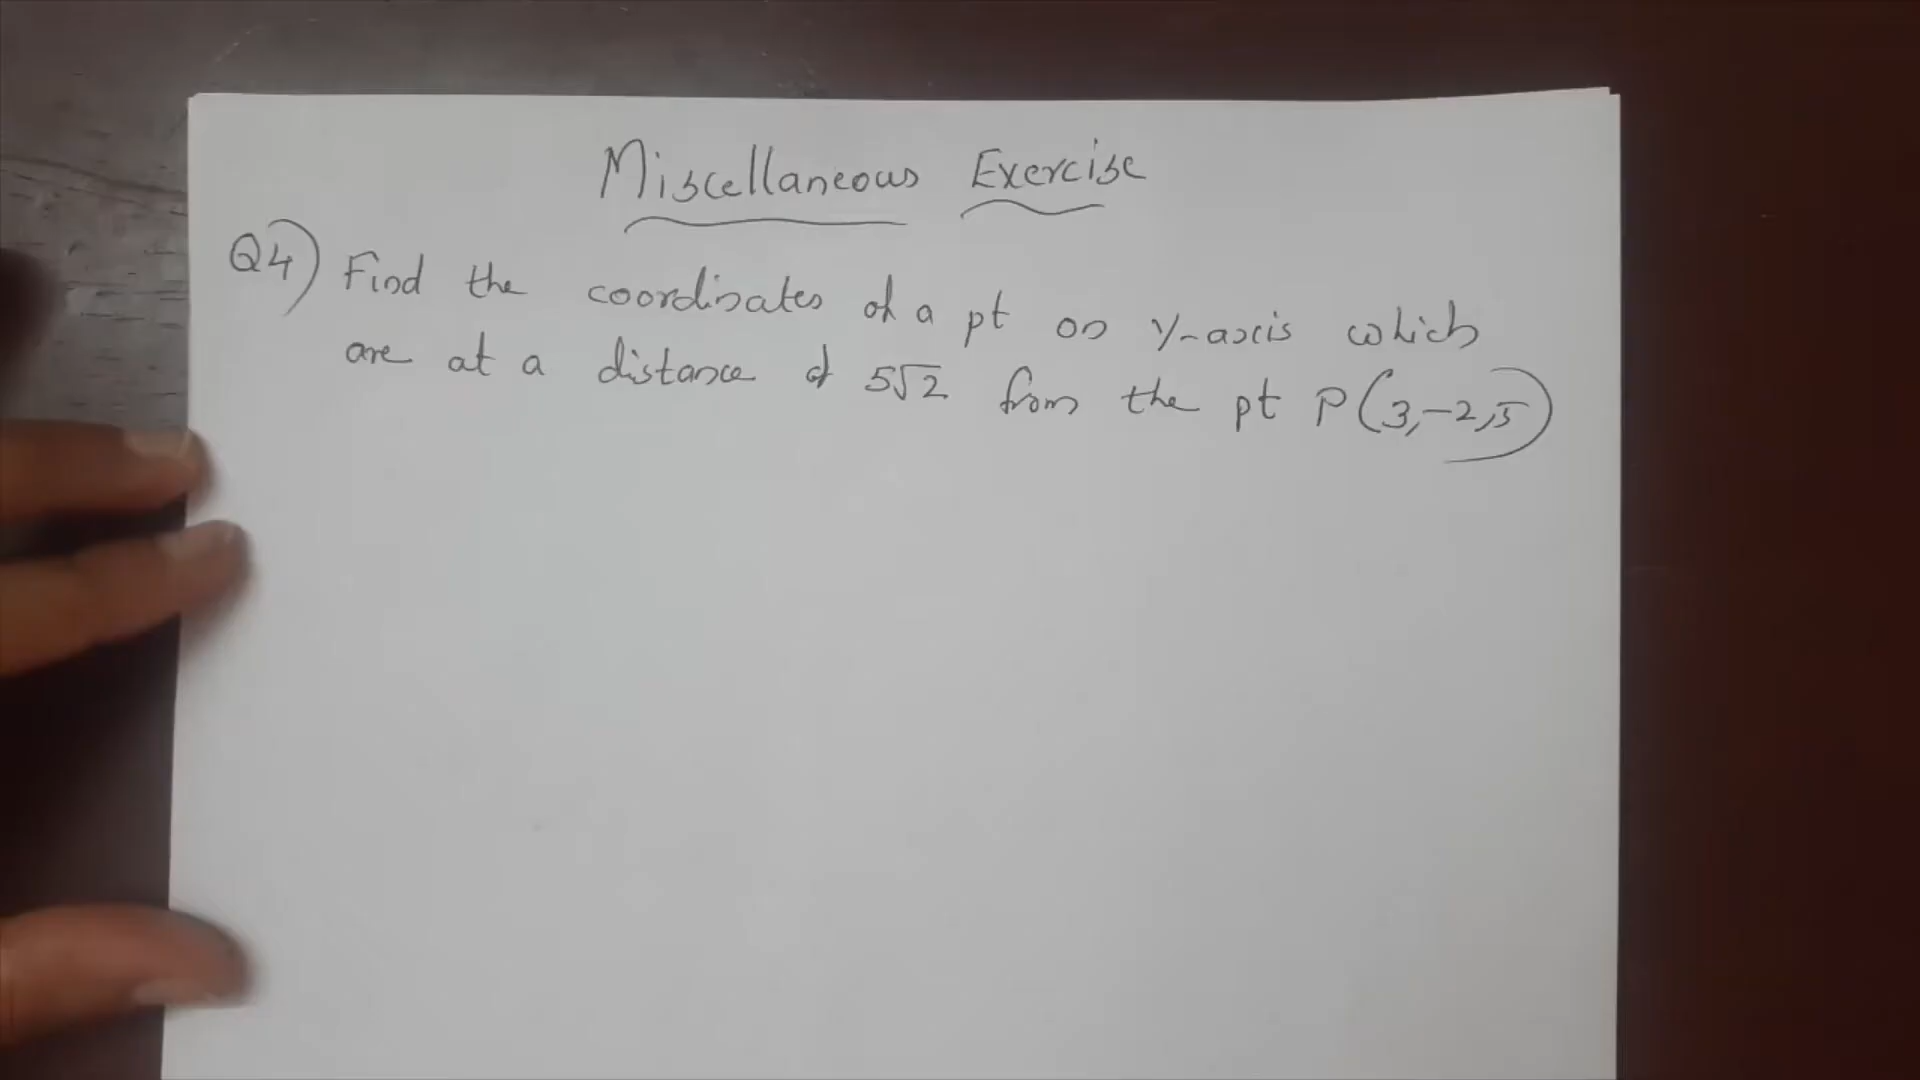 Miscellaneous Exercise
Q4) Find the coordinates of a pt on y-axis which
are at a distance of 5√2 from the pt P(3,-2,5)